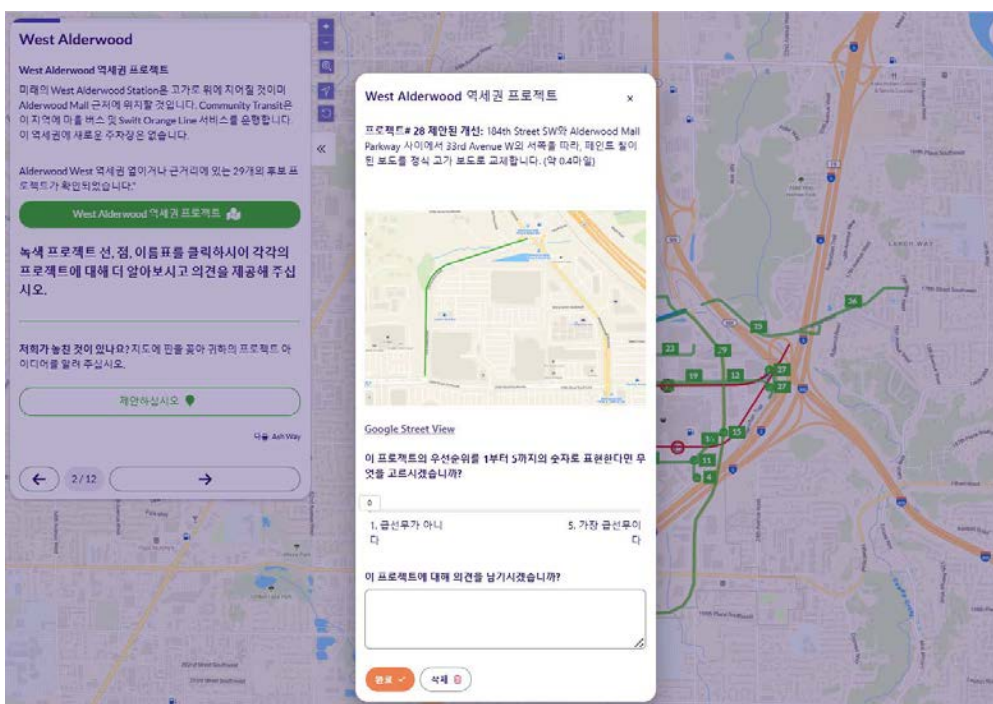 West Alderwood
West Alderwood 역세권 프로젝트
미래의 West Alderwood Station은 고가로 위에 지어질 것이며
Alderwood Mall 근처에 위치할 것입니다. Community Transit은
이 지역에 마을 버스 및 Swift Orange Line 서비스를 운행합니다.
이 역세권에 새로운 주차장은 없습니다.
Alderwood West 역세권 옆이거나 근거리에 있는 29개의 후보 프
로젝트가 확인되었습니다."
West Alderwood 역세권 프로젝트
녹색 프로젝트 선, 점, 이름표를 클릭하시어 각각의
프로젝트에 대해 더 알아보시고 의견을 제공해 주십
시오.
저희가 놓친 것이 있나요? 지도에 핀을 꽂아 귀하의 프로젝트 아
이디어를 알려 주십시오.
제안하십시오
다음: Ash Way
2 / 12
West Alderwood 역세권 프로젝트
×
프로젝트# 28 제안된 개선: 184th Street SW와 Alderwood Mall
Parkway 사이에서 33rd Avenue W의 서쪽을 따라, 페인트 칠이
된 보도를 정식 고가 보도로 교체합니다. (약 0.4마일)
Google Street View
이 프로젝트의 우선순위를 1부터 5까지의 숫자로 표현한다면 무
엇을 고르시겠습니까?
0
1. 급선무가 아니
다
5. 가장 급선무이
다
이 프로젝트에 대해 의견을 남기시겠습니까?
완료
삭제
26
25
23
29
19
12
27
27
15
11
4